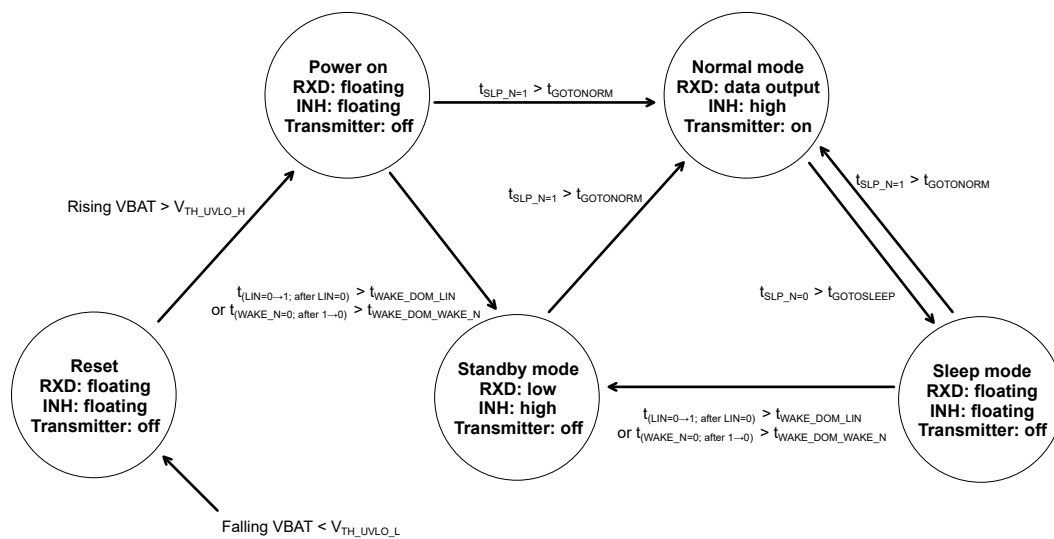 Power on
RXD: floating
INH: floating
Transmitter: off
t_SLP_N=1 > t_GOTONORM
Normal mode
RXD: data output
INH: high
Transmitter: on
Rising VBAT > V_TH_UVLO_H
t_SLP_N=1 > t_GOTONORM
t_SLP_N=1 > t_GOTONORM
t_(LIN=0→1; after LIN=0) > t_WAKE_DOM_LIN
or t_(WAKE_N=0; after 1→0) > t_WAKE_DOM_WAKE_N
t_SLP_N=0 > t_GOTOSLEEP
Reset
RXD: floating
INH: floating
Transmitter: off
Standby mode
RXD: low
INH: high
Transmitter: off
t_(LIN=0→1; after LIN=0) > t_WAKE_DOM_LIN
or t_(WAKE_N=0; after 1→0) > t_WAKE_DOM_WAKE_N
Sleep mode
RXD: floating
INH: floating
Transmitter: off
Falling VBAT < V_TH_UVLO_L